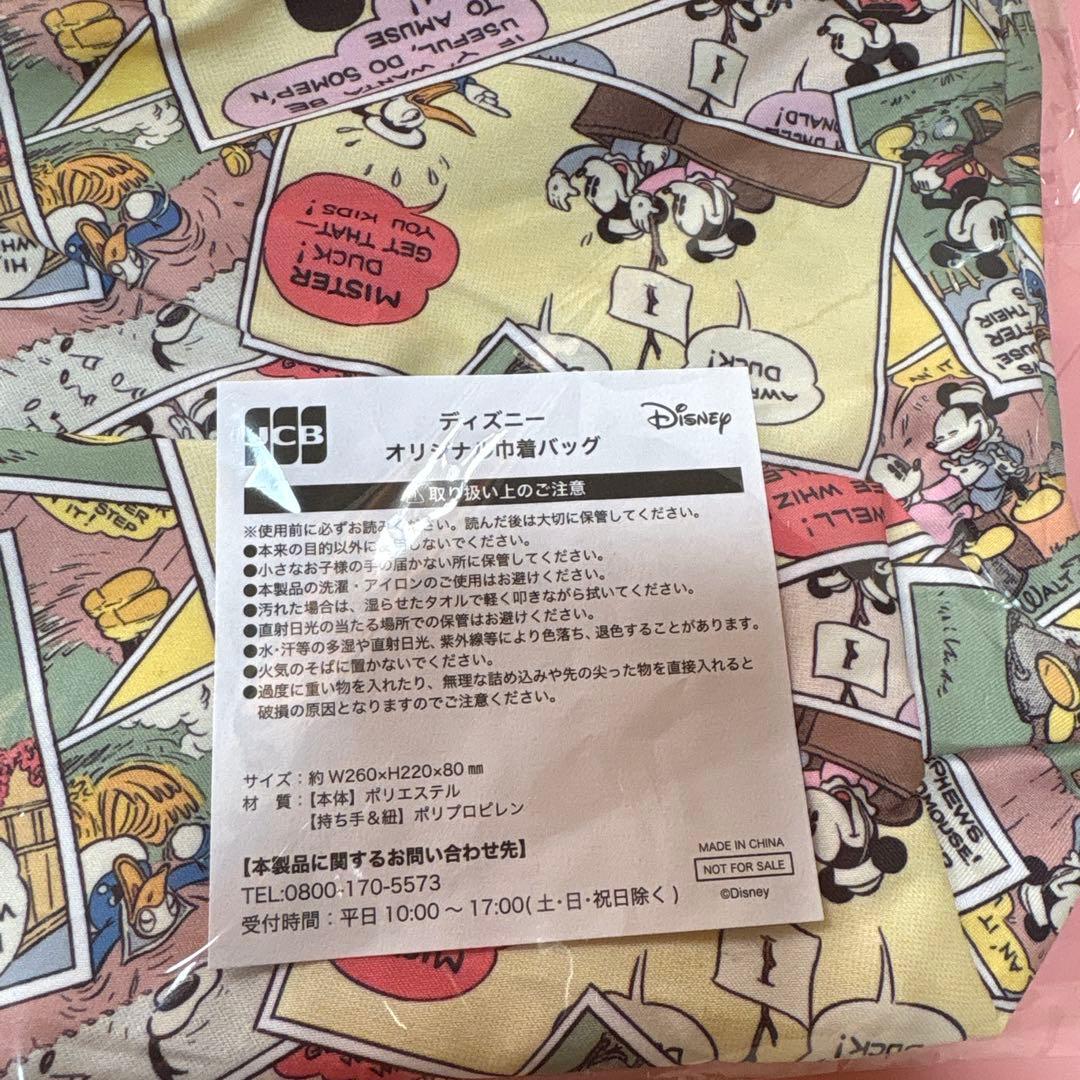 IF Y' WANTA BE
USEFUL, DO SOMEP'N
TO AMUSE
MISTER
DUCK!
GET THAT—
YOU KIDS!
DUCK!
HI,
STEP
IT!
WELL!
WHIZ
WALT
AN' IT
DUCK!
JCB
ディズニー
オリジナル巾着バッグ
Disney
取り扱い上のご注意
※使用前に必ずお読みください。読んだ後は大切に保管してください。
●本来の目的以外に使用しないでください。
●小さなお子様の手の届かない所に保管してください。
●本製品の洗濯・アイロンのご使用はお避けください。
●汚れた場合は、湿らせたタオルで軽く叩きながら拭いてください。
●直射日光の当たる場所での保管はお避けください。
●水・汗等の多湿や直射日光、紫外線等により色落ち、退色することがあります。
●火気のそばに置かないでください。
●過度に重い物を入れたり、無理な詰め込みや先の尖った物を直接入れると
破損の原因となりますのでご注意ください。
サイズ：約 W260×H220×80 ㎜
材　質：【本体】ポリエステル
【持ち手＆紐】ポリプロピレン
【本製品に関するお問い合わせ先】
TEL:0800-170-5573
受付時間：平日 10:00 ～ 17:00( 土・日・祝日除く )
MADE IN CHINA
NOT FOR SALE
©Disney